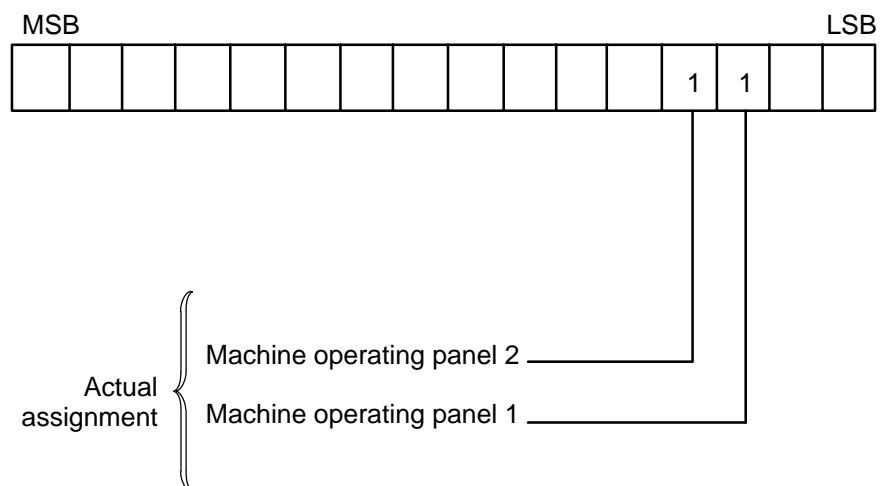 MSB LSB
1 1
Machine operating panel 2
Actual
assignment
Machine operating panel 1